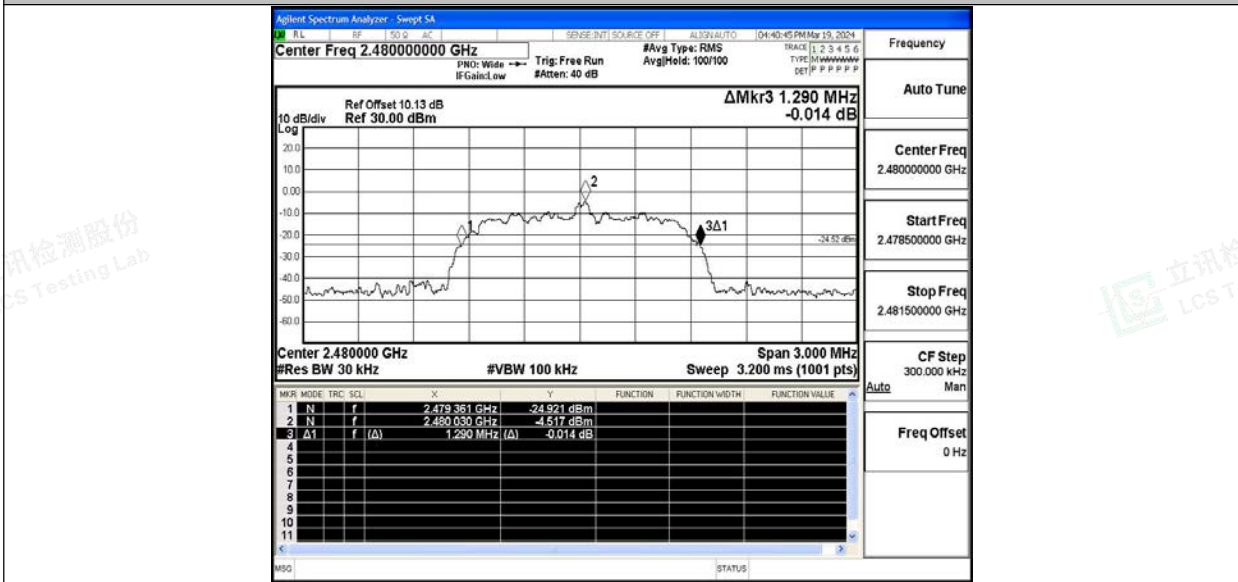 Agilent Spectrum Analyzer - Swept SA
RL RF 50 Ω AC SENSE:INT SOURCE OFF ALIGN AUTO 04:40:45 PM Mar 19, 2024
Center Freq 2.480000000 GHz
PNO: Wide
IFGain:Low
Trig: Free Run
#Atten: 40 dB
#Avg Type: RMS
Avg|Hold: 100/100
TRACE 1 2 3 4 5 6
TYPE M
DET P P P P P P
Ref Offset 10.13 dB
10 dB/div Ref 30.00 dBm
Log
ΔMkr3 1.290 MHz
-0.014 dB
20.0
10.0
0.00
-10.0
-20.0
-30.0
-40.0
-50.0
-60.0
1
2
3Δ1
-24.52 dBm
Center 2.480000 GHz Span 3.000 MHz
#Res BW 30 kHz #VBW 100 kHz Sweep 3.200 ms (1001 pts)
MKR MODE TRC SCL X Y FUNCTION FUNCTION WIDTH FUNCTION VALUE
1 N f 2.479 361 GHz -24.921 dBm
2 N f 2.480 030 GHz -4.517 dBm
3 Δ1 f (Δ) 1.290 MHz (Δ) -0.014 dB
4
5
6
7
8
9
10
11
MSG STATUS
Frequency
Auto Tune
Center Freq
2.480000000 GHz
Start Freq
2.478500000 GHz
Stop Freq
2.481500000 GHz
CF Step
300.000 kHz
Auto Man
Freq Offset
0 Hz
讯检测股份
CS Testing Lab
立讯检
LCS T